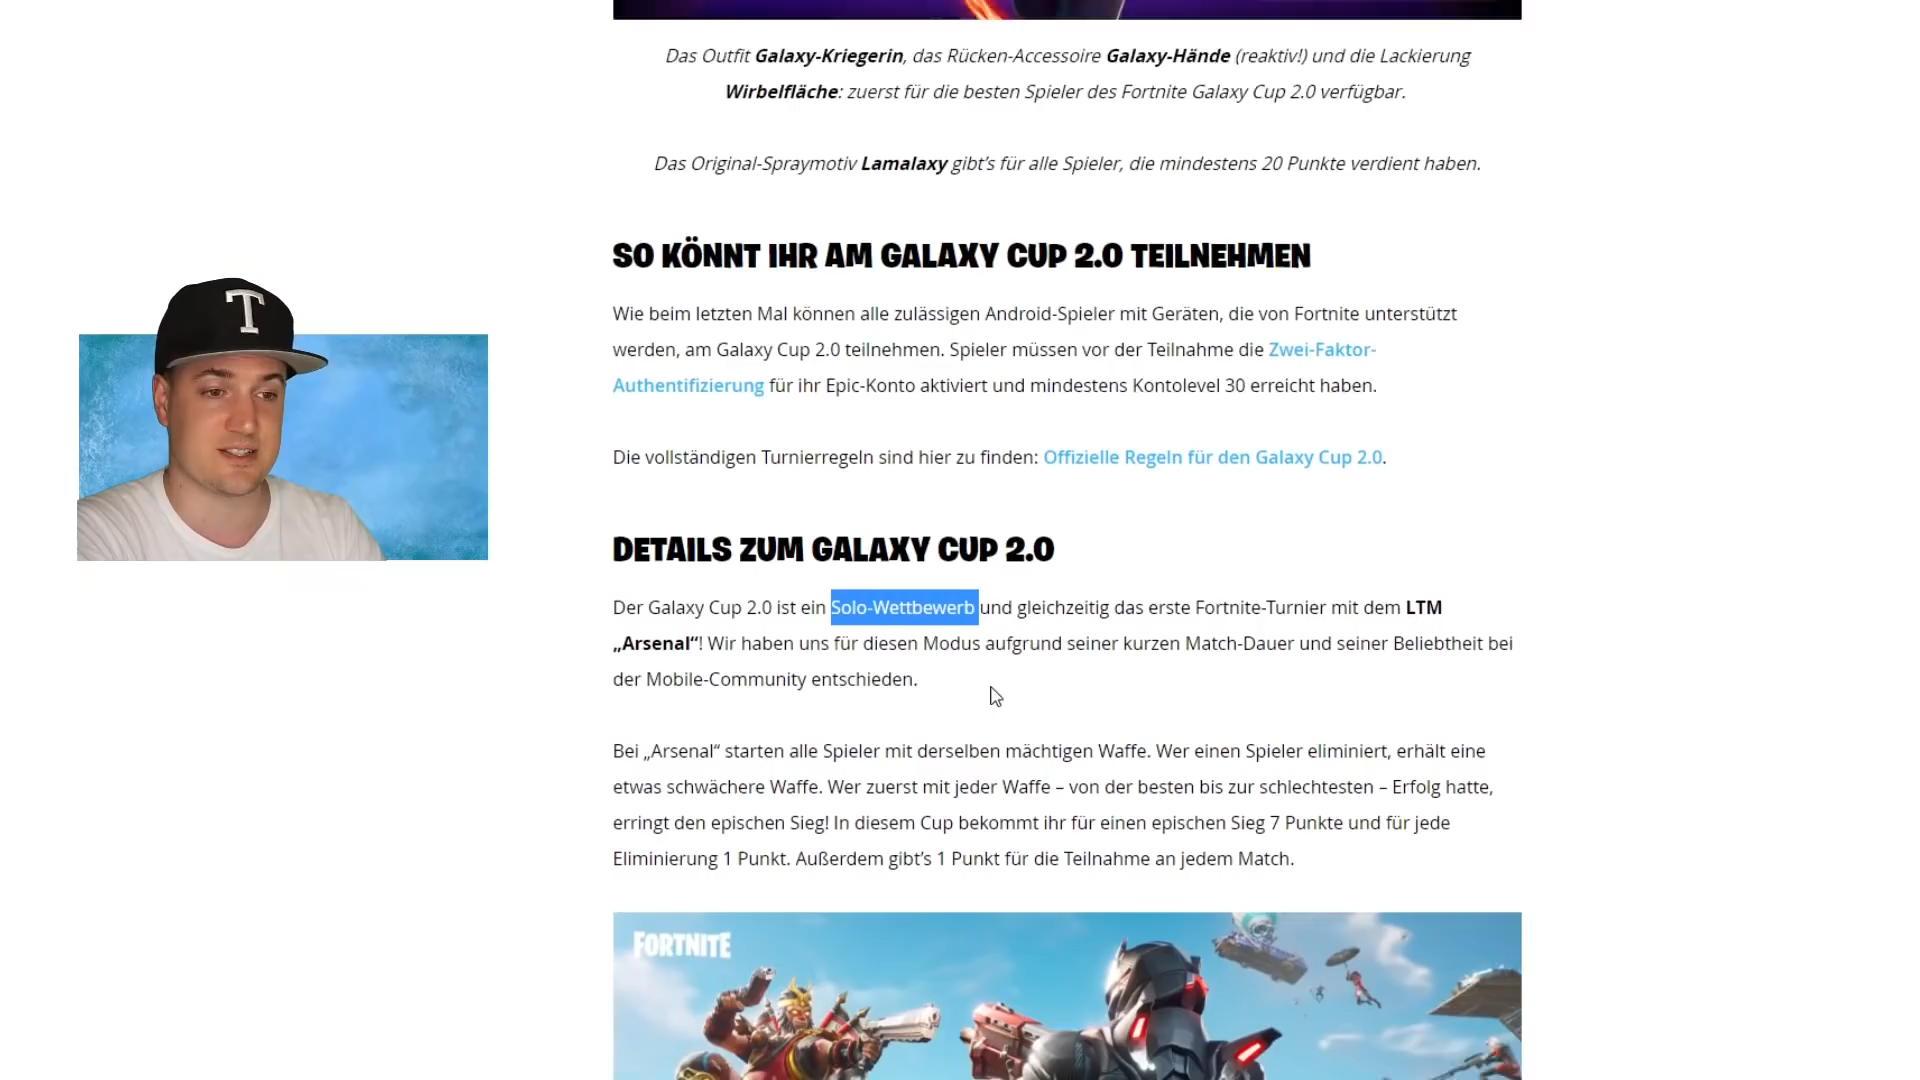 Das Outfit Galaxy-Kriegerin, das Rücken-Accessoire Galaxy-Hände (reaktiv!) und die Lackierung
Wirbelfläche: zuerst für die besten Spieler des Fortnite Galaxy Cup 2.0 verfügbar.
Das Original-Spraymotiv Lamalaxy gibt’s für alle Spieler, die mindestens 20 Punkte verdient haben.
SO KÖNNT IHR AM GALAXY CUP 2.0 TEILNEHMEN
Wie beim letzten Mal können alle zulässigen Android-Spieler mit Geräten, die von Fortnite unterstützt
werden, am Galaxy Cup 2.0 teilnehmen. Spieler müssen vor der Teilnahme die Zwei-Faktor-
Authentifizierung für ihr Epic-Konto aktiviert und mindestens Kontolevel 30 erreicht haben.
Die vollständigen Turnierregeln sind hier zu finden: Offizielle Regeln für den Galaxy Cup 2.0.
T
DETAILS ZUM GALAXY CUP 2.0
Der Galaxy Cup 2.0 ist ein Solo-Wettbewerb und gleichzeitig das erste Fortnite-Turnier mit dem LTM
„Arsenal“! Wir haben uns für diesen Modus aufgrund seiner kurzen Match-Dauer und seiner Beliebtheit bei
der Mobile-Community entschieden.
Bei „Arsenal“ starten alle Spieler mit derselben mächtigen Waffe. Wer einen Spieler eliminiert, erhält eine
etwas schwächere Waffe. Wer zuerst mit jeder Waffe – von der besten bis zur schlechtesten – Erfolg hatte,
erringt den epischen Sieg! In diesem Cup bekommt ihr für einen epischen Sieg 7 Punkte und für jede
Eliminierung 1 Punkt. Außerdem gibt’s 1 Punkt für die Teilnahme an jedem Match.
FORTNITE